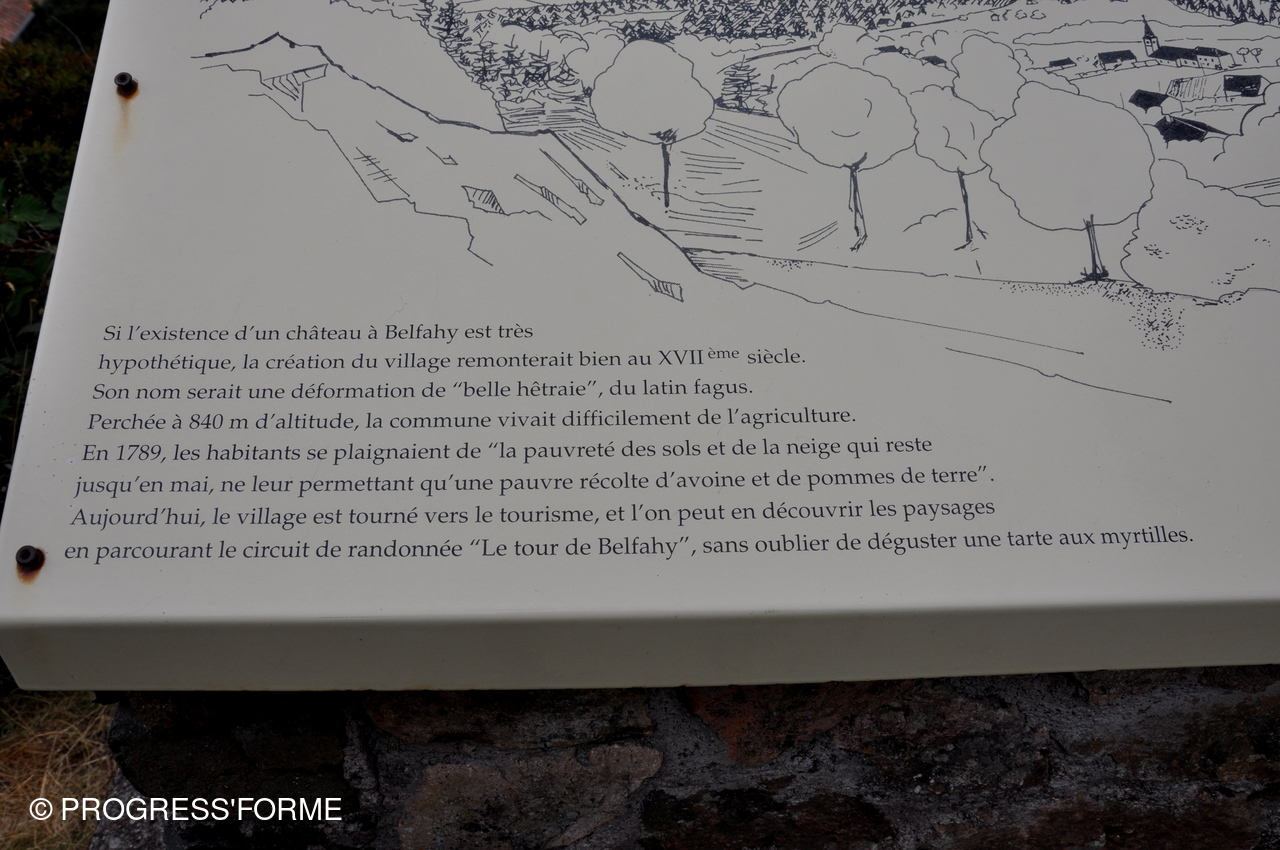 Si l'existence d'un château à Belfahy est très
hypothétique, la création du village remonterait bien au XVII ème siècle.
Son nom serait une déformation de “belle hêtraie”, du latin fagus.
Perchée à 840 m d'altitude, la commune vivait difficilement de l'agriculture.
En 1789, les habitants se plaignaient de “la pauvreté des sols et de la neige qui reste
jusqu'en mai, ne leur permettant qu'une pauvre récolte d'avoine et de pommes de terre”.
Aujourd'hui, le village est tourné vers le tourisme, et l'on peut en découvrir les paysages
en parcourant le circuit de randonnée “Le tour de Belfahy”, sans oublier de déguster une tarte aux myrtilles.
© PROGRESS'FORME